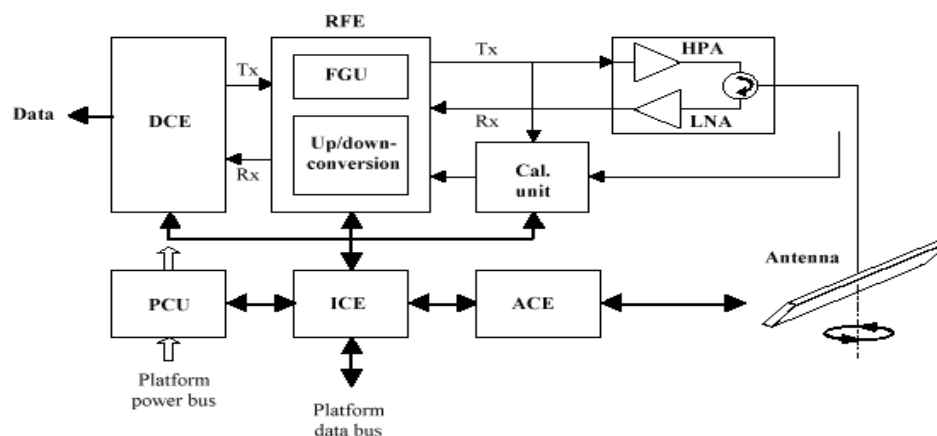 RFE
Tx
HPA
FGU
Tx
Data
DCE
LNA
Rx
Up/down-
conversion
Rx
Cal.
unit
Antenna
PCU
ICE
ACE
Platform
power bus
Platform
data bus